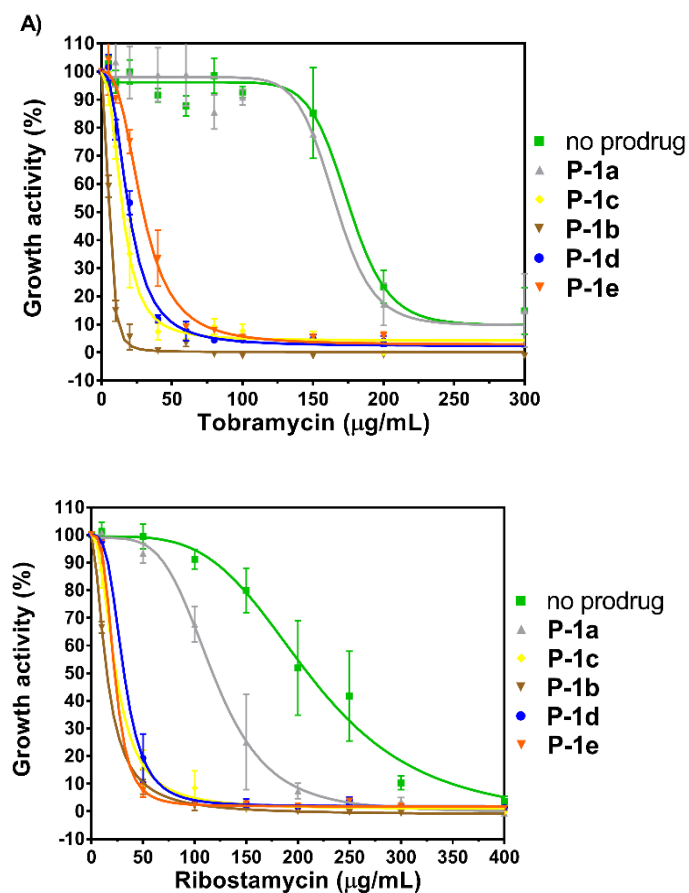 A)
110
100
90
80
70
60
50
40
30
20
10
0
-10
Growth activity (%)
0 50 100 150 200 250 300
Tobramycin (μg/mL)
no prodrug
P-1a
P-1c
P-1b
P-1d
P-1e
110
100
90
80
70
60
50
40
30
20
10
0
-10
Growth activity (%)
0 50 100 150 200 250 300 350 400
Ribostamycin (μg/mL)
no prodrug
P-1a
P-1c
P-1b
P-1d
P-1e